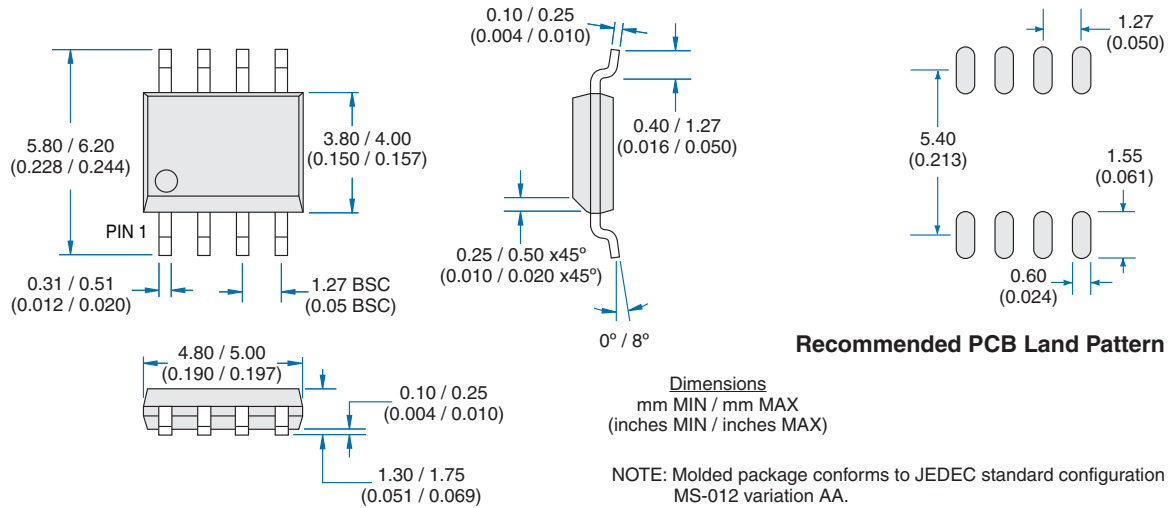 0.10 / 0.25
(0.004 / 0.010)
1.27
(0.050)
5.80 / 6.20
(0.228 / 0.244)
3.80 / 4.00
(0.150 / 0.157)
0.40 / 1.27
(0.016 / 0.050)
5.40
(0.213)
1.55
(0.061)
PIN 1
0.25 / 0.50 x45º
(0.010 / 0.020 x45º)
0.31 / 0.51
(0.012 / 0.020)
1.27 BSC
(0.05 BSC)
0.60
(0.024)
0º / 8º
Recommended PCB Land Pattern
4.80 / 5.00
(0.190 / 0.197)
0.10 / 0.25
(0.004 / 0.010)
1.30 / 1.75
(0.051 / 0.069)
Dimensions
mm MIN / mm MAX
(inches MIN / inches MAX)
NOTE: Molded package conforms to JEDEC standard configuration
MS-012 variation AA.